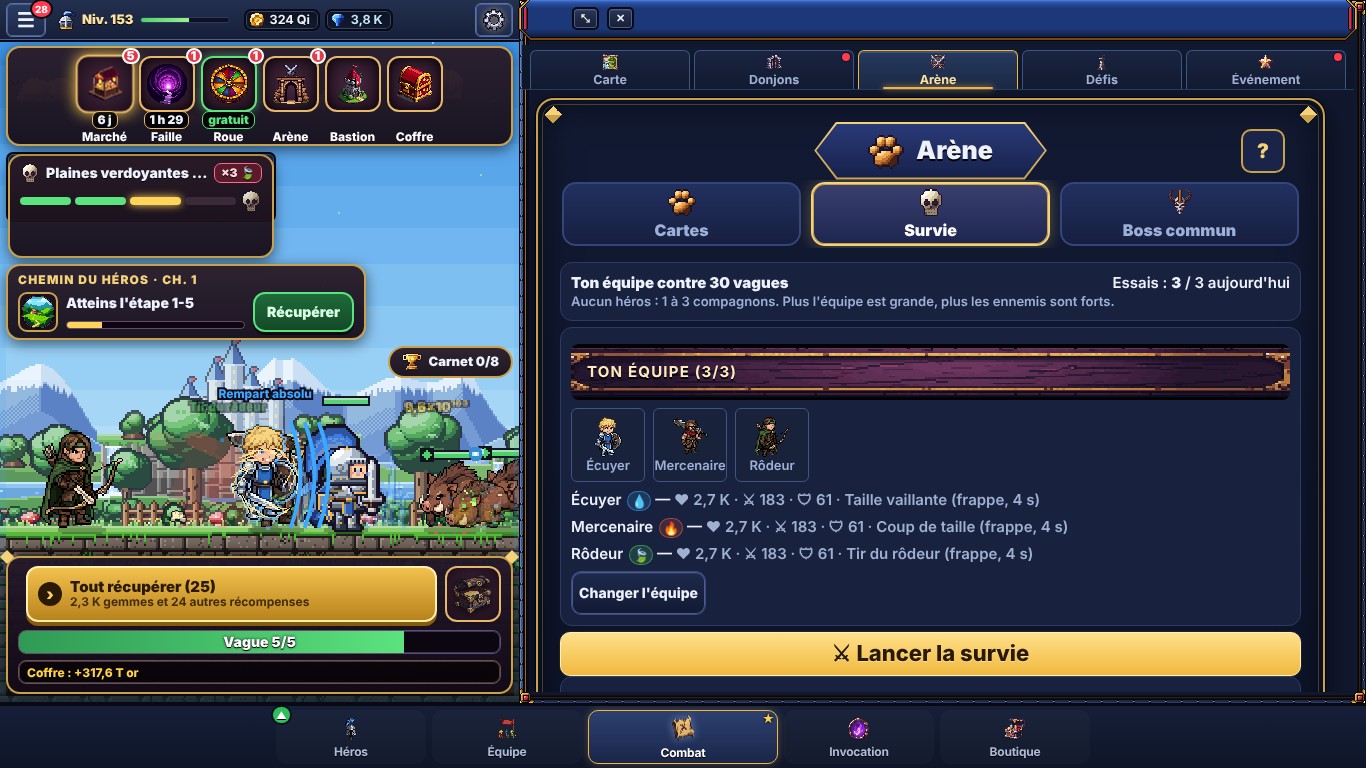 28
Niv. 153
324 Qi
3,8 K
5
1
1
1
6 j
1 h 29
gratuit
Marché
Faille
Roue
Arène
Bastion
Coffre
Plaines verdoyantes ...
×3
CHEMIN DU HÉROS · CH. 1
Atteins l'étape 1-5
Récupérer
Carnet 0/8
Rempart absolu
Tout récupérer (25)
2,3 K gemmes et 24 autres récompenses
Vague 5/5
Coffre : +317,6 T or
Carte
Donjons
Arène
Défis
Événement
Arène
?
Cartes
Survie
Boss commun
Ton équipe contre 30 vagues
Essais : 3 / 3 aujourd'hui
Aucun héros : 1 à 3 compagnons. Plus l'équipe est grande, plus les ennemis sont forts.
TON ÉQUIPE (3/3)
Écuyer
Mercenaire
Rôdeur
Écuyer — 2,7 K · 183 · 61 · Taille vaillante (frappe, 4 s)
Mercenaire — 2,7 K · 183 · 61 · Coup de taille (frappe, 4 s)
Rôdeur — 2,7 K · 183 · 61 · Tir du rôdeur (frappe, 4 s)
Changer l'équipe
Lancer la survie
Héros
Équipe
Combat
Invocation
Boutique